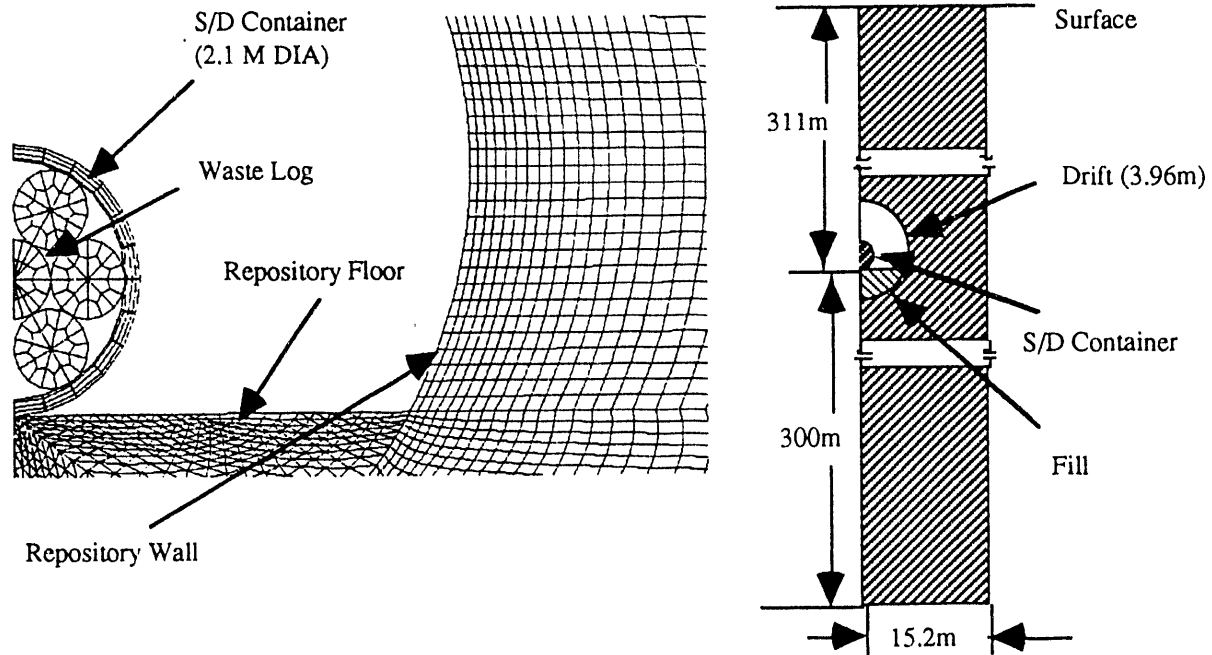 S/D Container
(2.1 M DIA)
Waste Log
Repository Floor
Repository Wall
Surface
311m
Drift (3.96m)
S/D Container
300m
Fill
15.2m